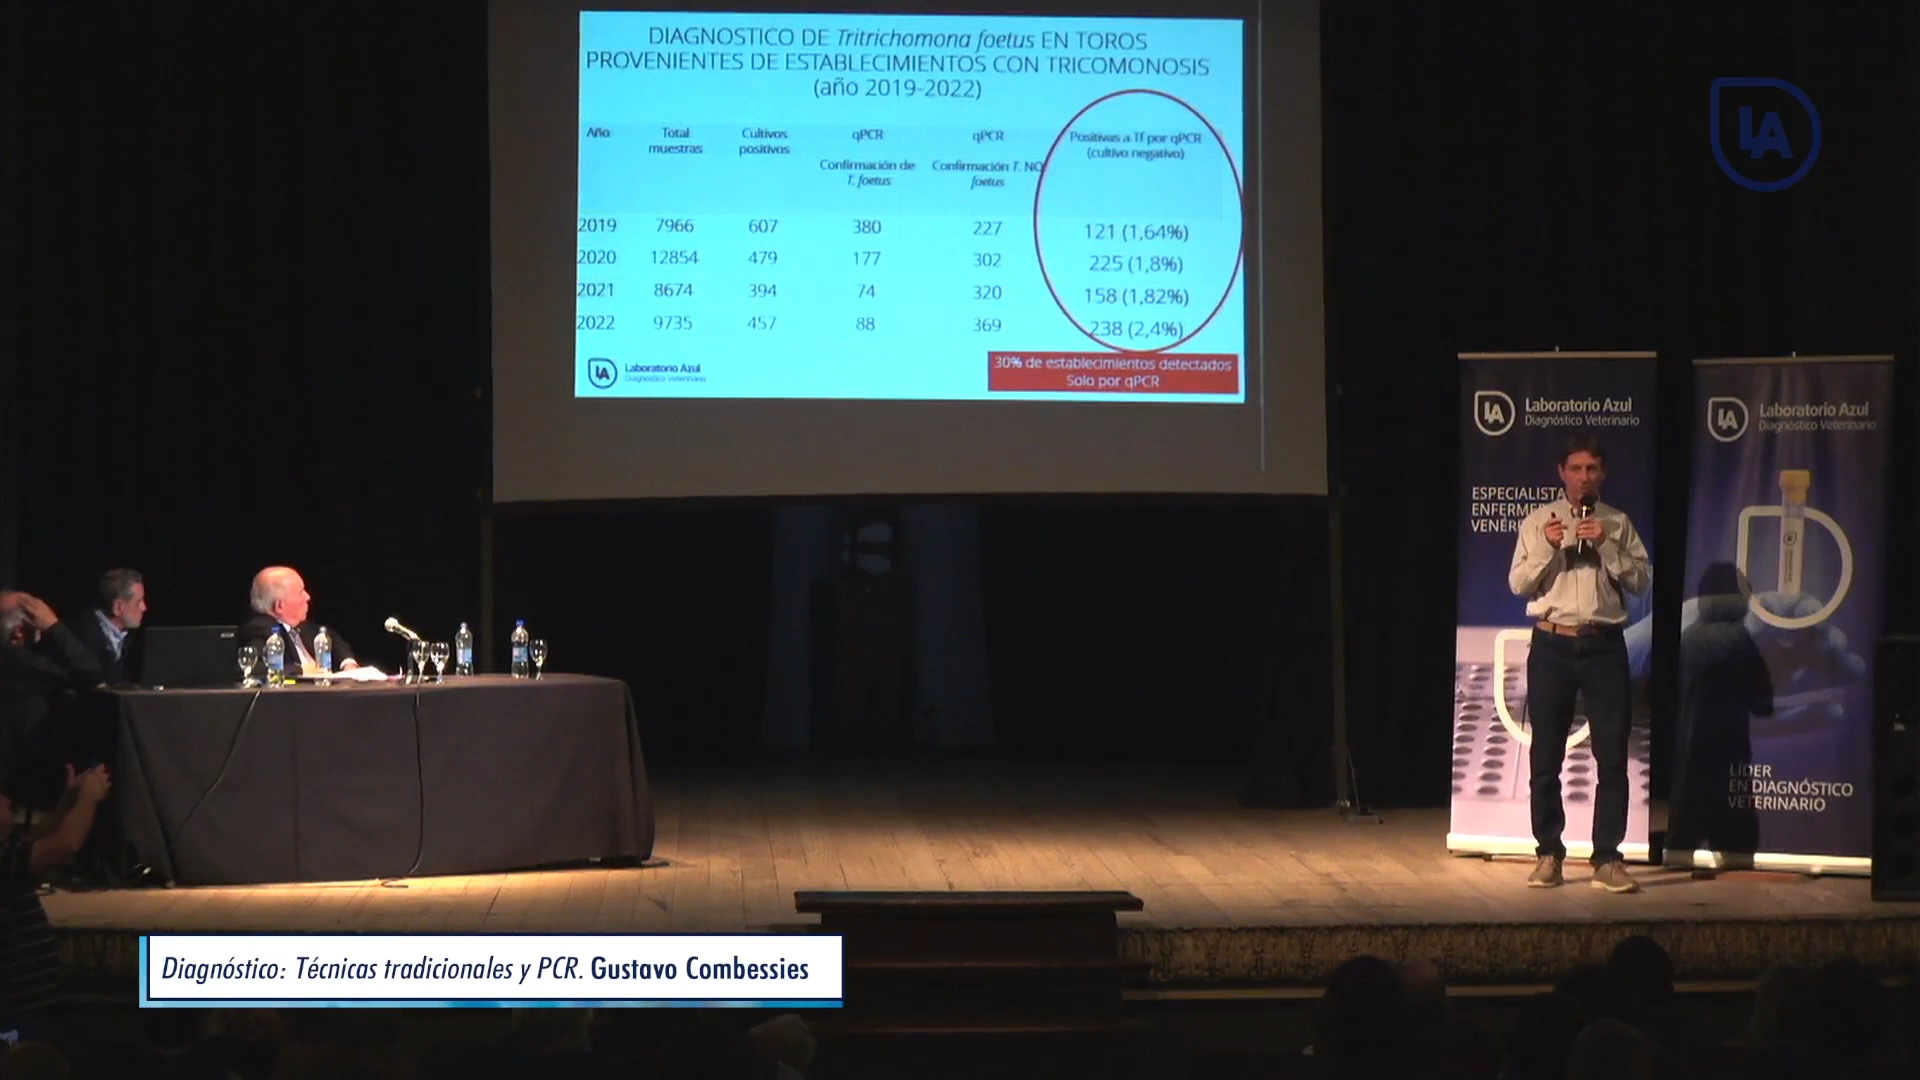 DIAGNOSTICO DE Tritrichomona foetus EN TOROS
PROVENIENTES DE ESTABLECIMIENTOS CON TRICOMONOSIS
(año 2019-2022)
Año Total muestras Cultivos positivos qPCR Confirmación de T. foetus qPCR Confirmación T. NO foetus Positivas a Tf por qPCR (cultivo negativo)
2019 7966 607 380 227 121 (1,64%)
2020 12854 479 177 302 225 (1,8%)
2021 8674 394 74 320 158 (1,82%)
2022 9735 457 88 369 238 (2,4%)
LA Laboratorio Azul
Diagnóstico Veterinario
30% de establecimientos detectados
Solo por qPCR
LA
LA Laboratorio Azul
Diagnóstico Veterinario
ESPECIALISTA
ENFERME
VENÉRE
LA Laboratorio Azul
Diagnóstico Veterinario
LÍDER
EN DIAGNÓSTICO
VETERINARIO
Diagnóstico: Técnicas tradicionales y PCR. Gustavo Combessies